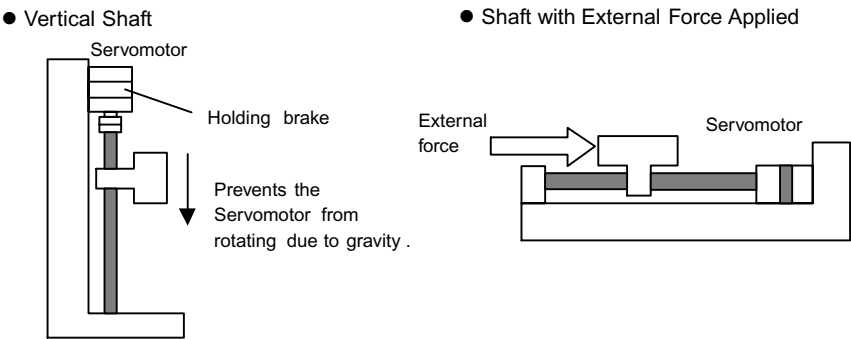 ● Vertical Shaft
Servomotor
Holding brake
Prevents the
Servomotor from
rotating due to gravity .
● Shaft with External Force Applied
External
force
Servomotor